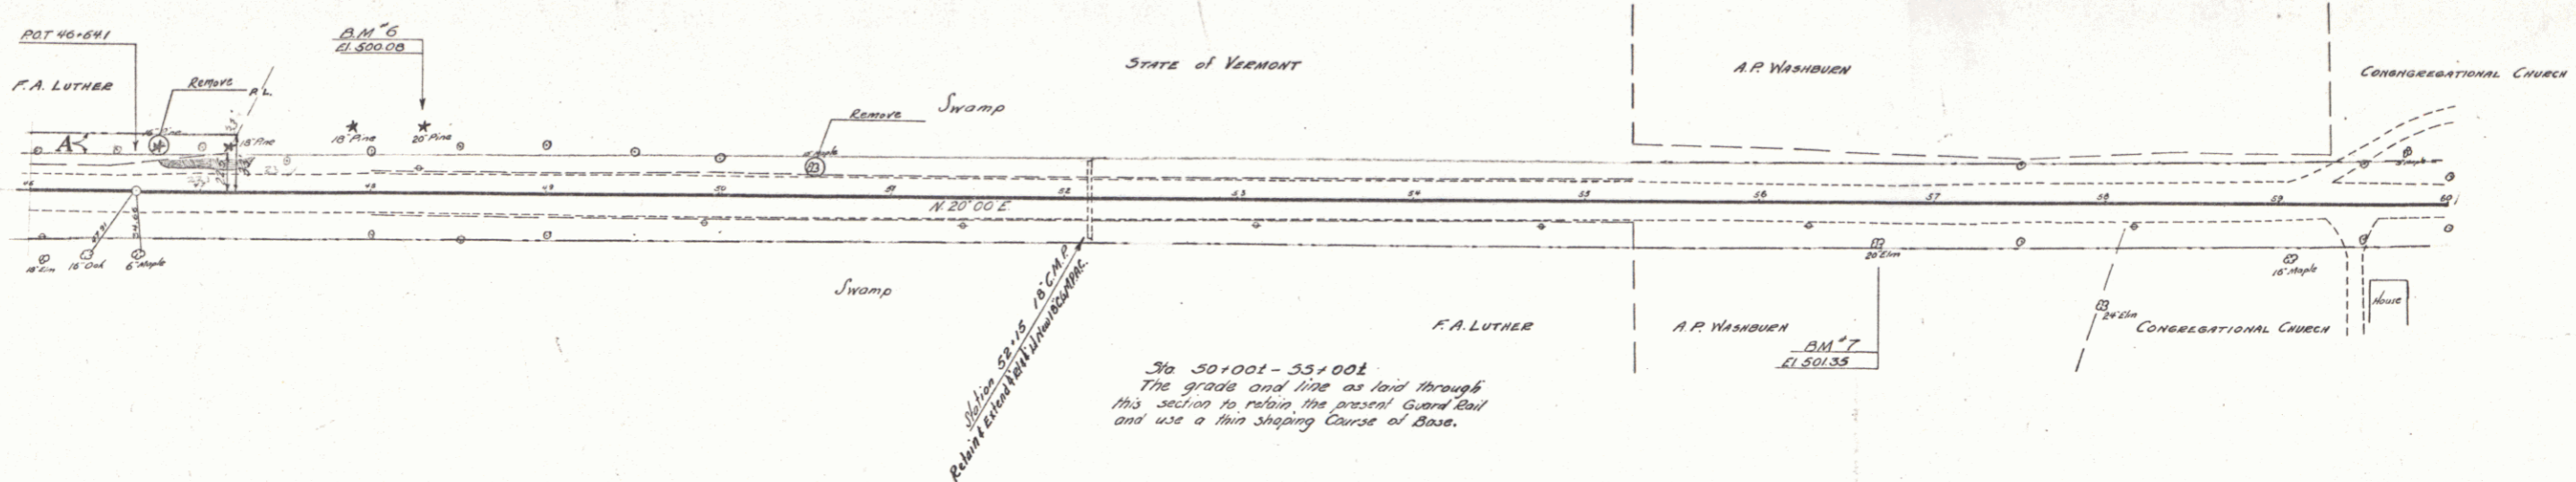 P.O.T. 46+64.1
B.M #6
El. 500.08
STATE of VERMONT
A.P. WASHBURN
CONGHGREGATIONAL CHURCH
F. A. LUTHER
Remove
P.L.
Swamp
Remove
A
18" Pine
18" Pine
20" Pine
46
48
49
50
51
52
53
54
55
56
57
58
59
60
N. 20° 00 E.
18" Elm
16" Oak
6" Maple
20" Elm
16" Maple
Swamp
Station 52+15 18" C.M.P.
House
24" Elm
F. A. LUTHER
A.P. WASHBURN
CONGREGATIONAL CHURCH
BM #7
El. 501.35
Sta. 50+00± - 55+00±
The grade and line as laid through
this section to retain the present Guard Rail
and use a thin shaping Course of Base.